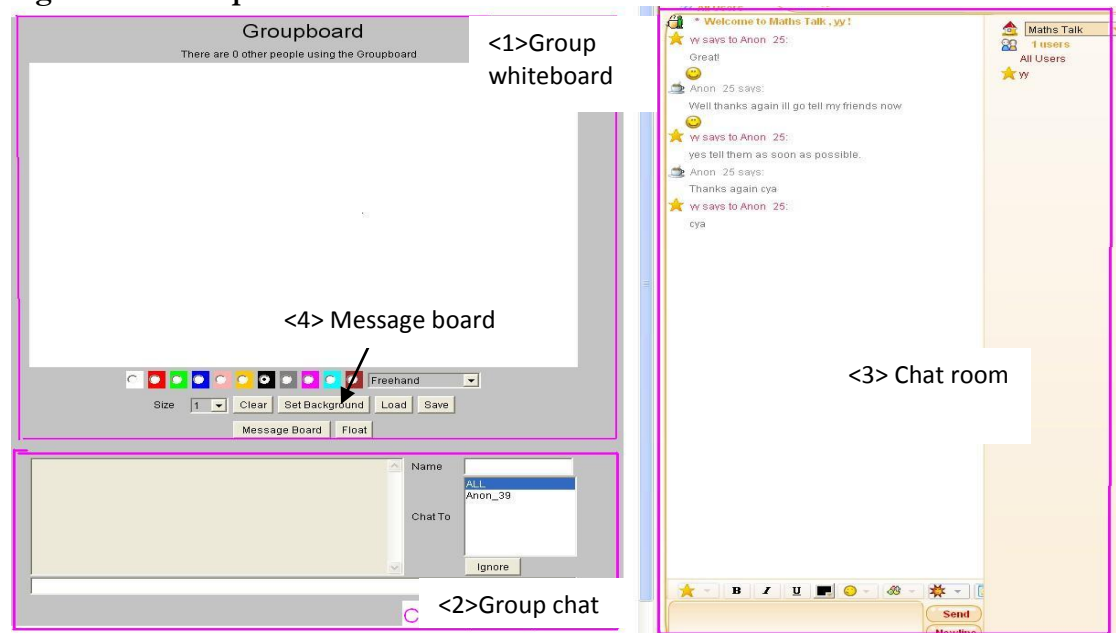 Groupboard
There are 0 other people using the Groupboard
<1>Group
whiteboard
<4> Message board
Freehand
Size 1 Clear Set Background Load Save
Message Board Float
Name
ALL
Anon_39
Chat To
Ignore
<2>Group chat
All Users
* Welcome to Maths Talk , yy !
yy says to Anon 25:
Great!
Anon 25 says:
Well thanks again ill go tell my friends now
yy says to Anon 25:
yes tell them as soon as possible.
Anon 25 says:
Thanks again cya
yy says to Anon 25:
cya
Maths Talk
1 users
All Users
yy
<3> Chat room
B I U
Send
Newline